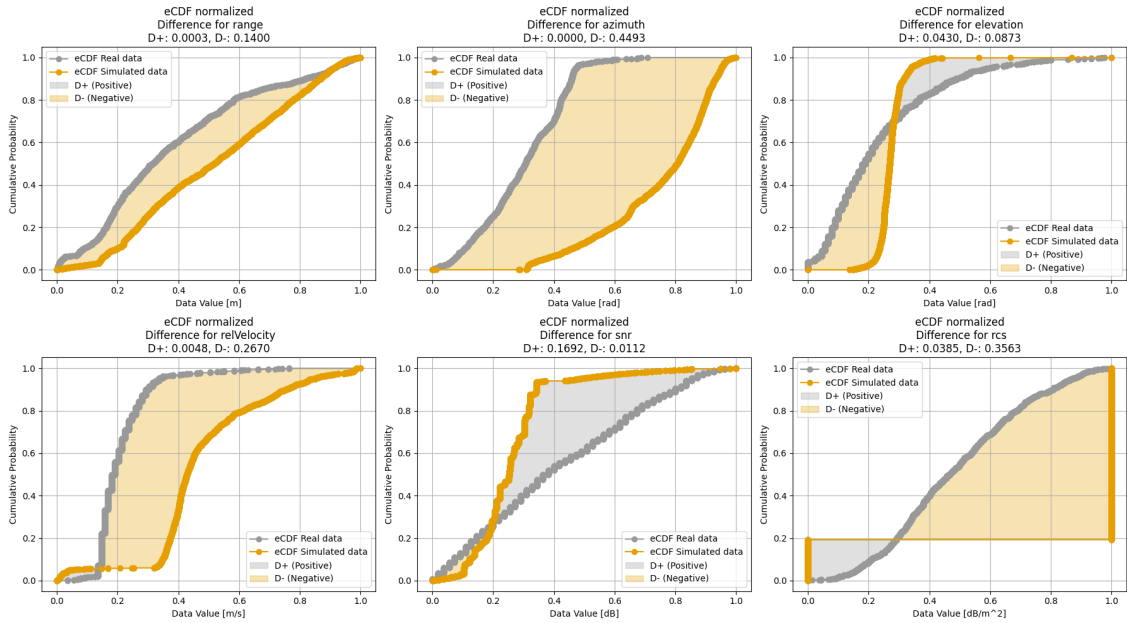 eCDF normalized
Difference for range
D+: 0.0003, D-: 0.1400
eCDF Real data
eCDF Simulated data
D+ (Positive)
D- (Negative)
Cumulative Probability
1.0
0.8
0.6
0.4
0.2
0.0
0.0 0.2 0.4 0.6 0.8 1.0
Data Value [m]
eCDF normalized
Difference for azimuth
D+: 0.0000, D-: 0.4493
eCDF Real data
eCDF Simulated data
D+ (Positive)
D- (Negative)
Cumulative Probability
1.0
0.8
0.6
0.4
0.2
0.0
0.0 0.2 0.4 0.6 0.8 1.0
Data Value [rad]
eCDF normalized
Difference for elevation
D+: 0.0430, D-: 0.0873
Cumulative Probability
1.0
0.8
0.6
0.4
0.2
0.0
eCDF Real data
eCDF Simulated data
D+ (Positive)
D- (Negative)
0.0 0.2 0.4 0.6 0.8 1.0
Data Value [rad]
eCDF normalized
Difference for relVelocity
D+: 0.0048, D-: 0.2670
Cumulative Probability
1.0
0.8
0.6
0.4
0.2
0.0
eCDF Real data
eCDF Simulated data
D+ (Positive)
D- (Negative)
0.0 0.2 0.4 0.6 0.8 1.0
Data Value [m/s]
eCDF normalized
Difference for snr
D+: 0.1692, D-: 0.0112
Cumulative Probability
1.0
0.8
0.6
0.4
0.2
0.0
eCDF Real data
eCDF Simulated data
D+ (Positive)
D- (Negative)
0.0 0.2 0.4 0.6 0.8 1.0
Data Value [dB]
eCDF normalized
Difference for rcs
D+: 0.0385, D-: 0.3563
eCDF Real data
eCDF Simulated data
D+ (Positive)
D- (Negative)
Cumulative Probability
1.0
0.8
0.6
0.4
0.2
0.0
0.0 0.2 0.4 0.6 0.8 1.0
Data Value [dB/m^2]